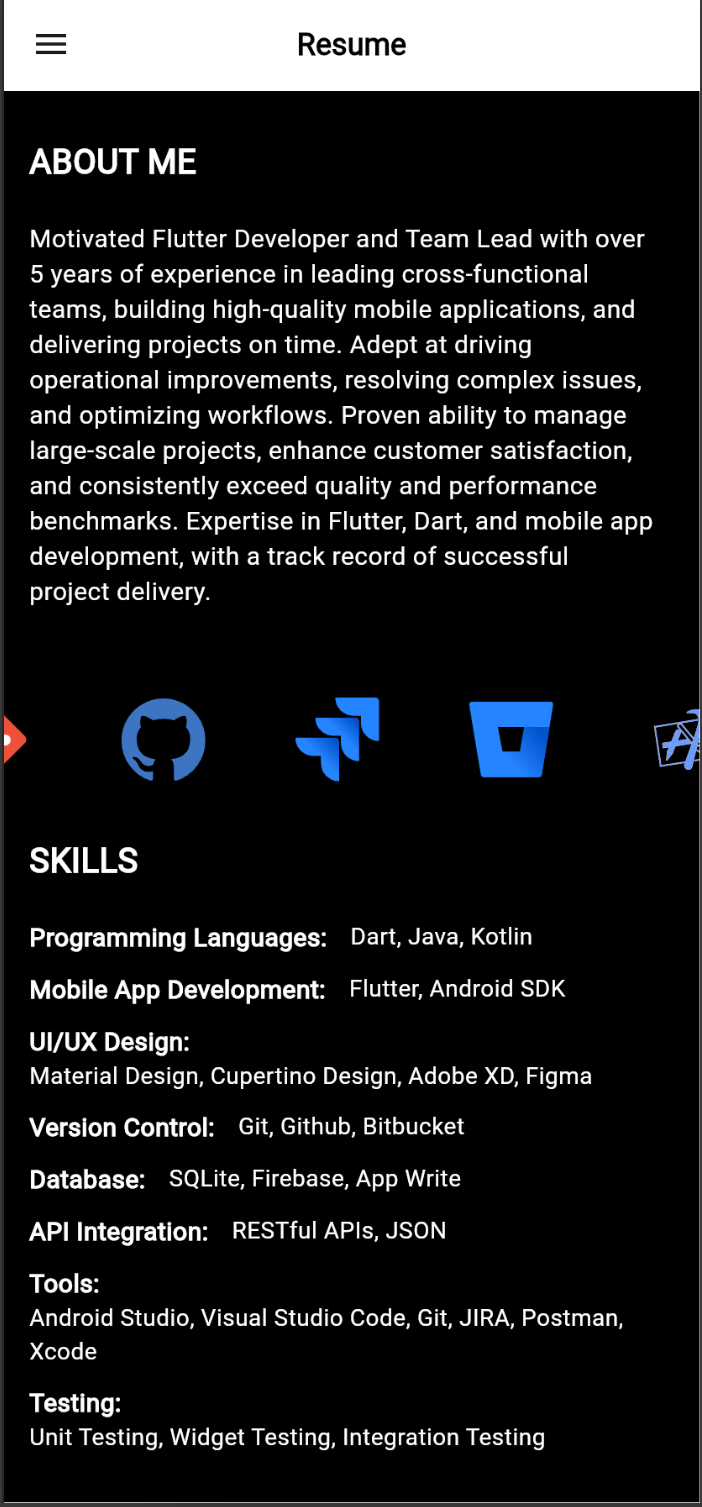 Resume
ABOUT ME
Motivated Flutter Developer and Team Lead with over
5 years of experience in leading cross-functional
teams, building high-quality mobile applications, and
delivering projects on time. Adept at driving
operational improvements, resolving complex issues,
and optimizing workflows. Proven ability to manage
large-scale projects, enhance customer satisfaction,
and consistently exceed quality and performance
benchmarks. Expertise in Flutter, Dart, and mobile app
development, with a track record of successful
project delivery.
SKILLS
Programming Languages: Dart, Java, Kotlin
Mobile App Development: Flutter, Android SDK
UI/UX Design:
Material Design, Cupertino Design, Adobe XD, Figma
Version Control: Git, Github, Bitbucket
Database: SQLite, Firebase, App Write
API Integration: RESTful APIs, JSON
Tools:
Android Studio, Visual Studio Code, Git, JIRA, Postman,
Xcode
Testing:
Unit Testing, Widget Testing, Integration Testing